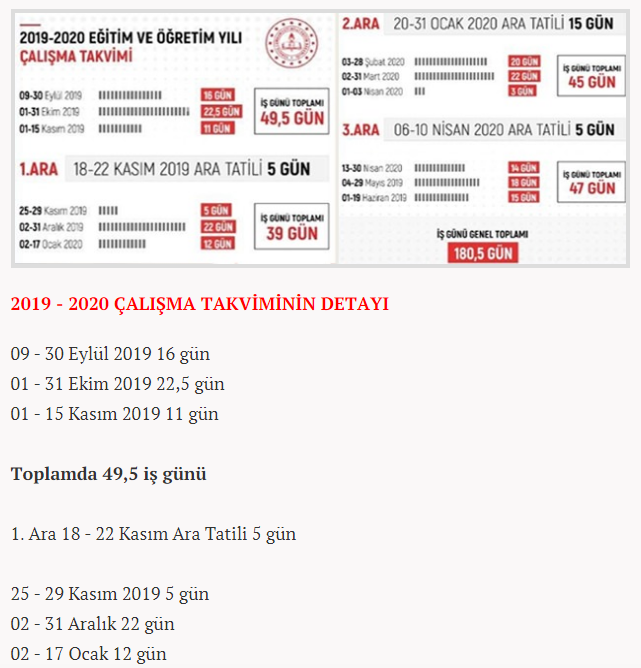 2019-2020 EĞİTİM VE ÖĞRETİM YILI
ÇALIŞMA TAKVİMİ
09-30 Eylül 2019 16 GÜN
01-31 Ekim 2019 22,5 GÜN
01-15 Kasım 2019 11 GÜN
İŞ GÜNÜ TOPLAMI
49,5 GÜN
1.ARA 18-22 KASIM 2019 ARA TATİLİ 5 GÜN
25-29 Kasım 2019 5 GÜN
02-31 Aralık 2019 22 GÜN
02-17 Ocak 2020 12 GÜN
İŞ GÜNÜ TOPLAMI
39 GÜN
2.ARA 20-31 OCAK 2020 ARA TATİLİ 15 GÜN
03-28 Şubat 2020 20 GÜN
02-31 Mart 2020 22 GÜN
01-03 Nisan 2020 3 GÜN
İŞ GÜNÜ TOPLAMI
45 GÜN
3.ARA 06-10 NİSAN 2020 ARA TATİLİ 5 GÜN
13-30 Nisan 2020 14 GÜN
04-29 Mayıs 2019 18 GÜN
01-19 Haziran 2019 15 GÜN
İŞ GÜNÜ TOPLAMI
47 GÜN
İŞ GÜNÜ GENEL TOPLAMI
180,5 GÜN
2019 - 2020 ÇALIŞMA TAKVİMİNİN DETAYI
09 - 30 Eylül 2019 16 gün
01 - 31 Ekim 2019 22,5 gün
01 - 15 Kasım 2019 11 gün
Toplamda 49,5 iş günü
1. Ara 18 - 22 Kasım Ara Tatili 5 gün
25 - 29 Kasım 2019 5 gün
02 - 31 Aralık 22 gün
02 - 17 Ocak 12 gün